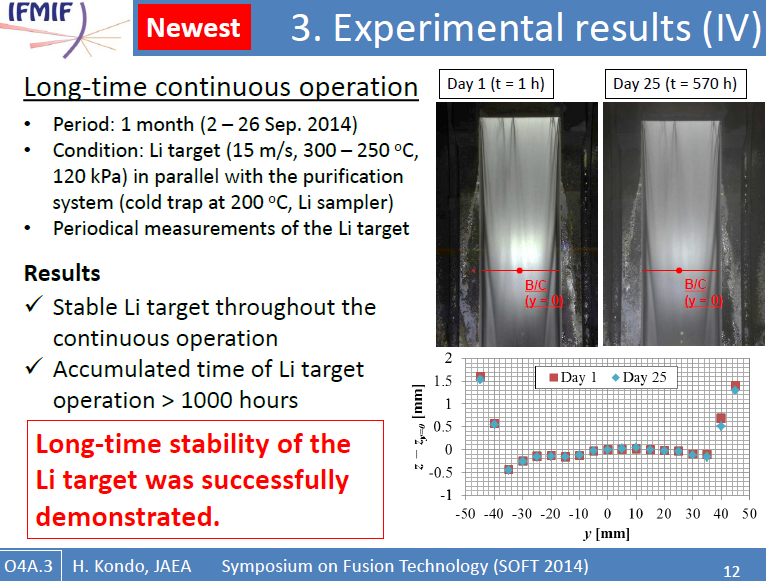 IFMIF
Newest
3. Experimental results (IV)
Long-time continuous operation
• Period: 1 month (2 – 26 Sep. 2014)
• Condition: Li target (15 m/s, 300 – 250 ºC,
120 kPa) in parallel with the purification
system (cold trap at 200 ºC, Li sampler)
• Periodical measurements of the Li target
Results
✓ Stable Li target throughout the
continuous operation
✓ Accumulated time of Li target
operation > 1000 hours
Long-time stability of the
Li target was successfully
demonstrated.
Day 1 (t = 1 h)
Day 25 (t = 570 h)
B/C
(y = 0)
B/C
(y = 0)
2
1.5
1
0.5
0
-0.5
-1
z – z_y=0 [mm]
Day 1 Day 25
-50 -40 -30 -20 -10 0 10 20 30 40 50
y [mm]
O4A.3 H. Kondo, JAEA Symposium on Fusion Technology (SOFT 2014) 12